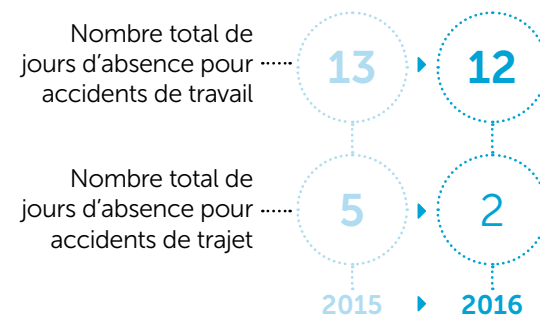 Nombre total de
jours d’absence pour
accidents de travail
13
12
Nombre total de
jours d’absence pour
accidents de trajet
5
2
2015
2016